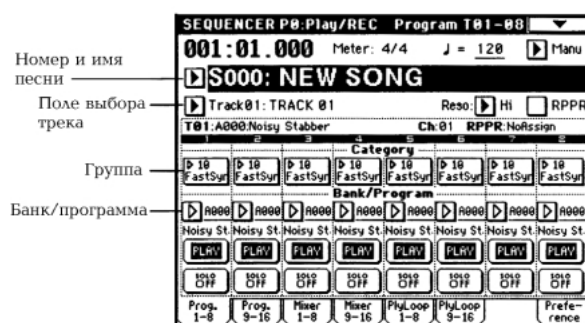 SEQUENCER P0:Play/REC Program T01-08
001:01.000 Meter: 4/4 ♩ = 120 Manu
Номер и имя песни
S000: NEW SONG
Поле выбора трека
Track01: TRACK 01 Reso: Hi RPPR
T01:A000:Noisy Stabber Ch:01 RPPR:NoAssign
1 2 3 4 5 6 7 8
Category
Группа
10 10 10 10 10 10 10 10
FastSyn FastSyn FastSyn FastSyn FastSyn FastSyn FastSyn FastSyn
Bank/Program
Банк/программа
A000 A000 A000 A000 A000 A000 A000 A000
Noisy St. Noisy St. Noisy St. Noisy St. Noisy St. Noisy St. Noisy St. Noisy St.
PLAY PLAY PLAY PLAY PLAY PLAY PLAY PLAY
SOLO SOLO SOLO SOLO SOLO SOLO SOLO SOLO
OFF OFF OFF OFF OFF OFF OFF OFF
Prog. 1-8 Prog. 9-16 Mixer 1-8 Mixer 9-16 PlyLoop 1-8 PlyLoop 9-16 Prefe-rence